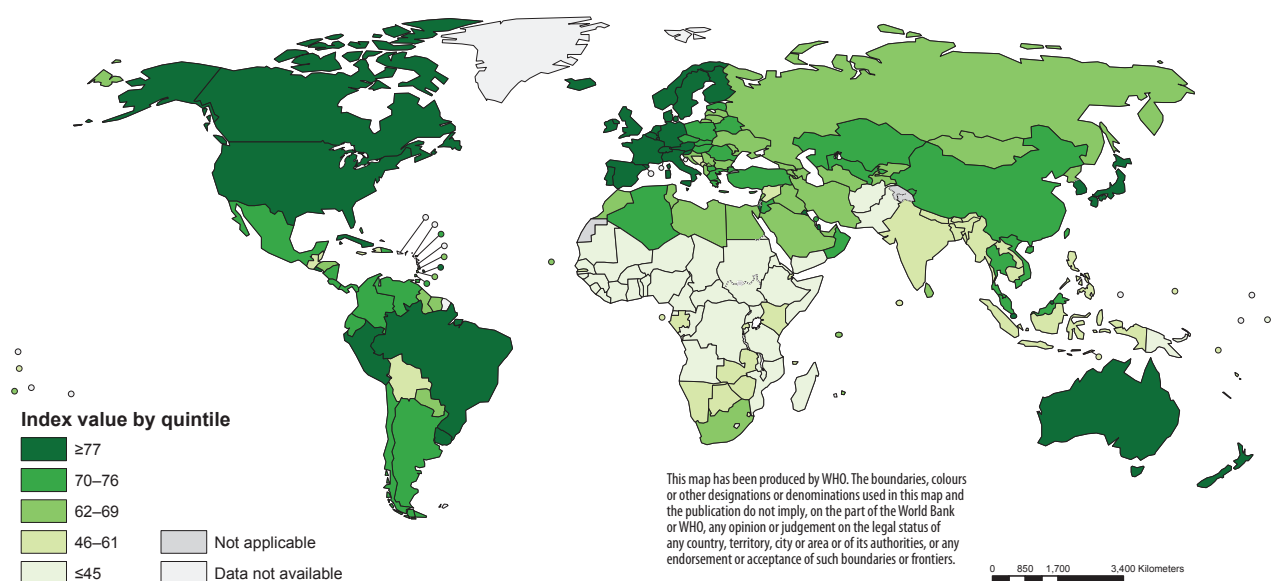 Index value by quintile
≥77
70–76
62–69
46–61
≤45
Not applicable
Data not available
This map has been produced by WHO. The boundaries, colours
or other designations or denominations used in this map and
the publication do not imply, on the part of the World Bank
or WHO, any opinion or judgement on the legal status of
any country, territory, city or area or of its authorities, or any
endorsement or acceptance of such boundaries or frontiers.
0 850 1,700 3,400 Kilometers